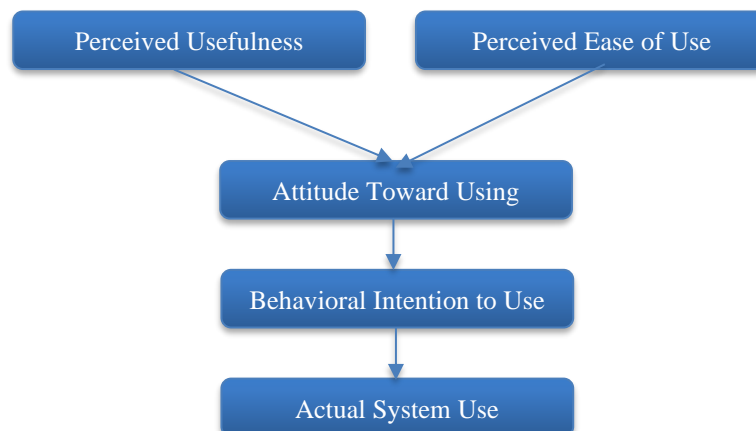 Perceived Usefulness
Perceived Ease of Use
Attitude Toward Using
Behavioral Intention to Use
Actual System Use